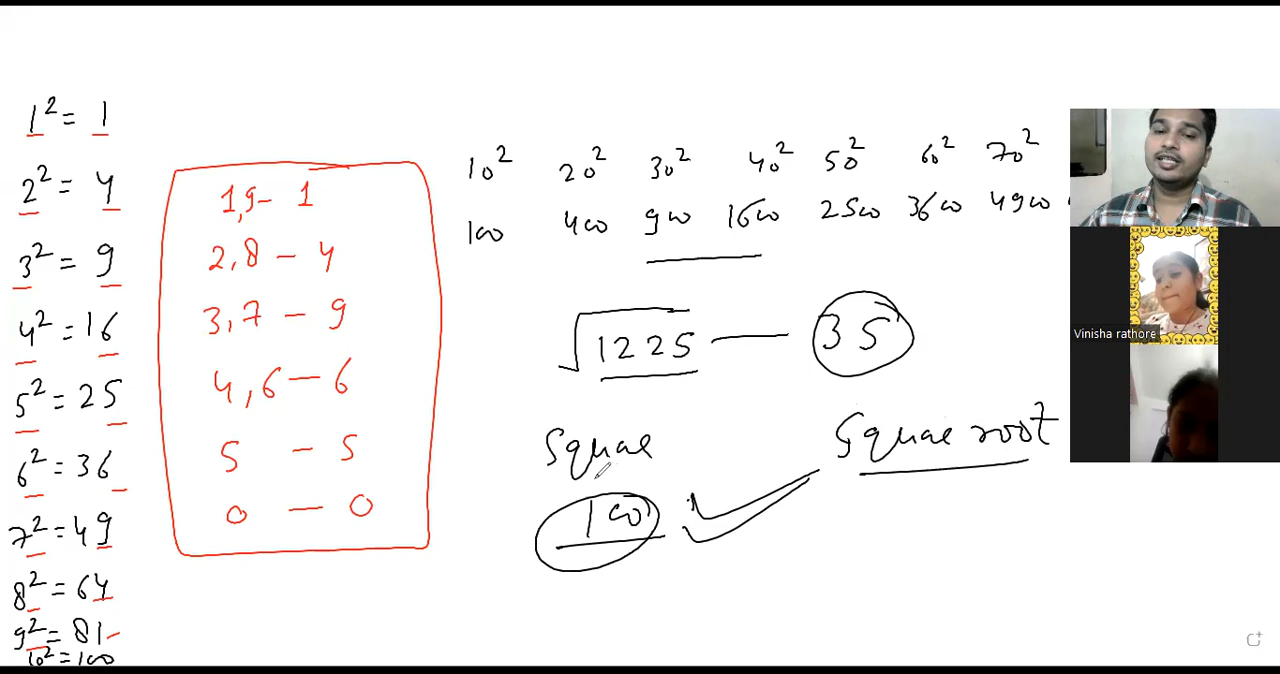 1² = 1
2² = 4
3² = 9
4² = 16
5² = 25
6² = 36
7² = 49
8² = 64
9² = 81
10² = 100
1,9 - 1
2,8 - 4
3,7 - 9
4,6 - 6
5 - 5
0 - 0
10² 20² 30² 40² 50² 60² 70²
100 400 900 1600 2500 3600 4900
√1225 — 35
Square Square root
100
Vinisha rathore